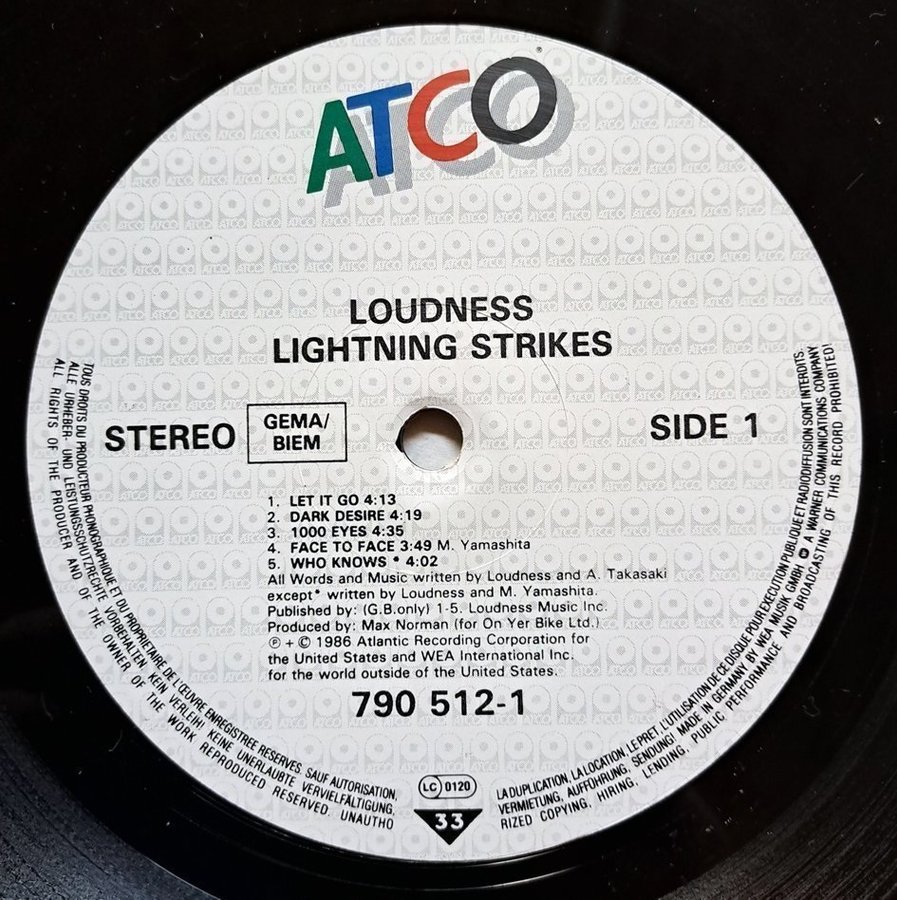 ATCO®
LOUDNESS
LIGHTNING STRIKES
STEREO
GEMA/
BIEM
SIDE 1
1. LET IT GO 4:13
2. DARK DESIRE 4:19
3. 1000 EYES 4:35
4. FACE TO FACE 3:49 M. Yamashita
5. WHO KNOWS * 4:02
All Words and Music written by Loudness and A. Takasaki
except* written by Loudness and M. Yamashita.
Published by: (G.B.only) 1-5. Loudness Music Inc.
Produced by: Max Norman (for On Yer Bike Ltd.)
℗ + © 1986 Atlantic Recording Corporation for
the United States and WEA International Inc.
for the world outside of the United States.
790 512-1
TOUS DROITS DU PRODUCTEUR PHONOGRAPHIQUE ET DU PROPRIETAIRE DE L'ŒUVRE ENREGISTREE RESERVES. SAUF AUTORISATION, LA DUPLICATION, LA LOCATION, LE PRET, L'UTILISATION DE CE DISQUE POUR EXECUTION PUBLIQUE ET RADIODIFFUSION SONT INTERDITS.
ALLE URHEBER- UND LEISTUNGSSCHUTZRECHTE VORBEHALTEN KEIN VERLEIH! KEINE UNERLAUBTE VERVIELFÄLTIGUNG, VERMIETUNG, AUFFÜHRUNG, SENDUNG! MADE IN GERMANY BY WEA MUSIK GMBH A WARNER COMMUNICATIONS COMPANY
ALL RIGHTS OF THE PRODUCER AND OF THE OWNER OF THE WORK REPRODUCED RESERVED. UNAUTHORIZED COPYING, HIRING, LENDING, PUBLIC PERFORMANCE AND BROADCASTING OF THIS RECORD PROHIBITED!
LC 0120
33